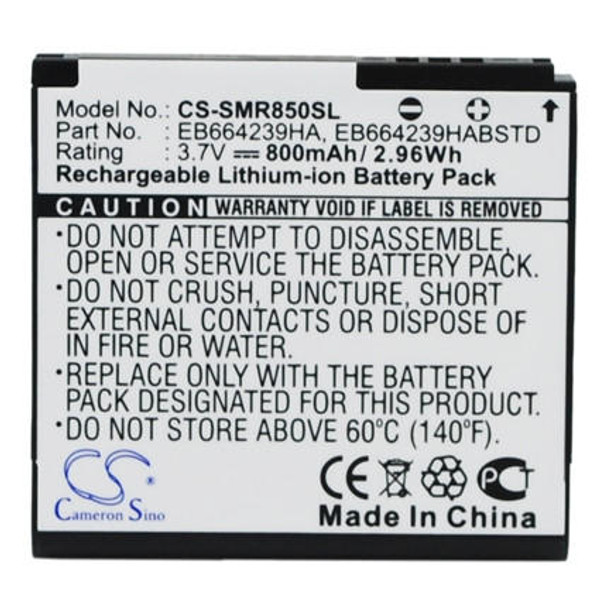 Model No.: CS-SMR850SL
Part No. : EB664239HA, EB664239HABSTD
Rating : 3.7V 800mAh/ 2.96Wh
Rechargeable Lithium-ion Battery Pack
CAUTION WARRANTY VOID IF LABEL IS REMOVED
•DO NOT ATTEMPT TO DISASSEMBLE,
OPEN OR SERVICE THE BATTERY PACK.
•DO NOT CRUSH, PUNCTURE, SHORT
EXTERNAL CONTACTS OR DISPOSE OF
IN FIRE OR WATER.
•REPLACE ONLY WITH THE BATTERY
PACK DESIGNATED FOR THIS PRODUCT.
•DO NOT STORE ABOVE 60°C (140°F).
CS ®
Cameron Sino
CE PCT
Made In China